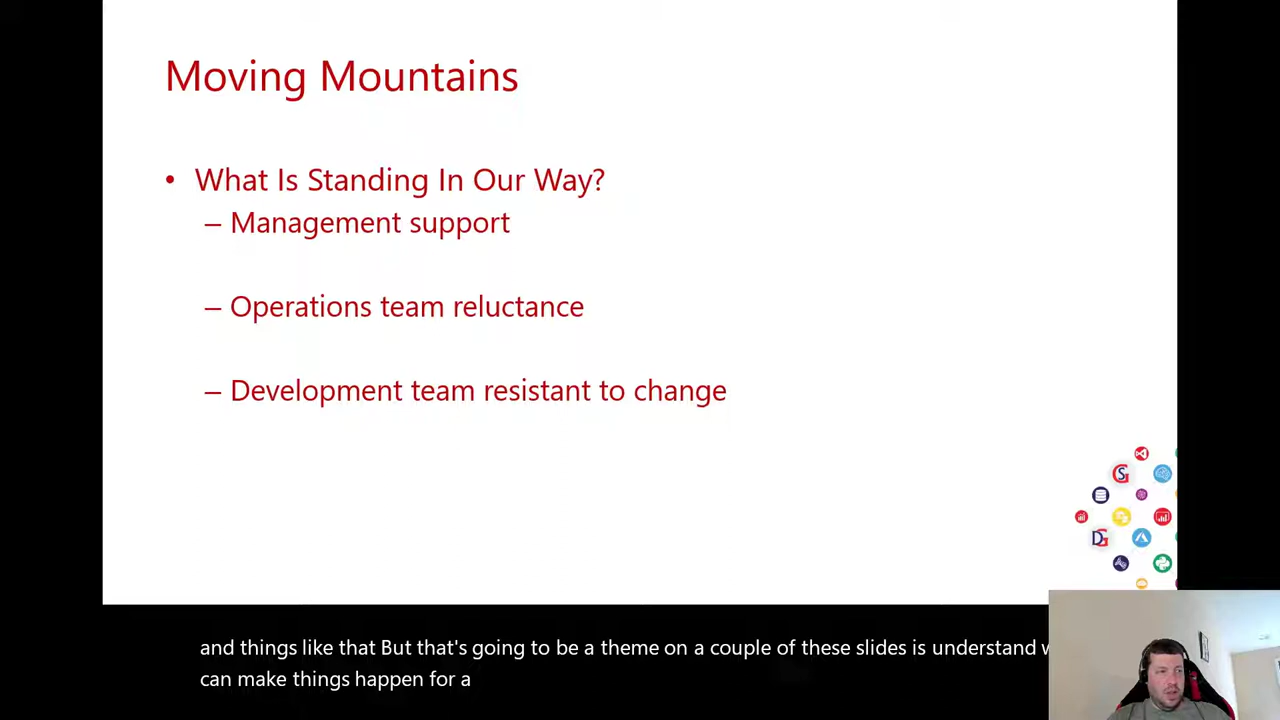 Moving Mountains
• What Is Standing In Our Way?
– Management support
– Operations team reluctance
– Development team resistant to change
and things like that But that's going to be a theme on a couple of these slides is understand
can make things happen for a